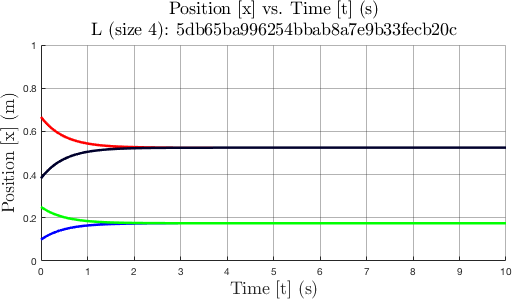 Position [x] vs. Time [t] (s)
L (size 4): 5db65ba996254bbab8a7e9b33fecb20c
Position [x] (m)
1
0.8
0.6
0.4
0.2
0
0 1 2 3 4 5 6 7 8 9 10
Time [t] (s)